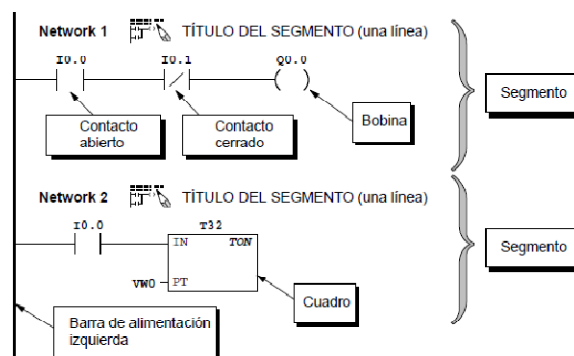 Network 1 TÍTULO DEL SEGMENTO (una línea)
I0.0 I0.1 Q0.0
Contacto abierto
Contacto cerrado
Bobina
Segmento
Network 2 TÍTULO DEL SEGMENTO (una línea)
I0.0 T32
IN TON
VW0 PT
Cuadro
Segmento
Barra de alimentación
izquierda